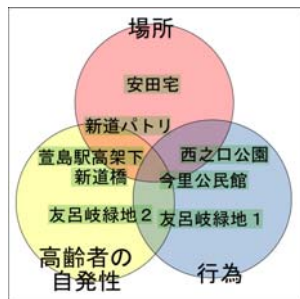 場所
安田宅
新道パトリ
萱島駅高架下
新道橋
西之口公園
今里公民館
友呂岐緑地2
友呂岐緑地1
高齢者の
自発性
行為